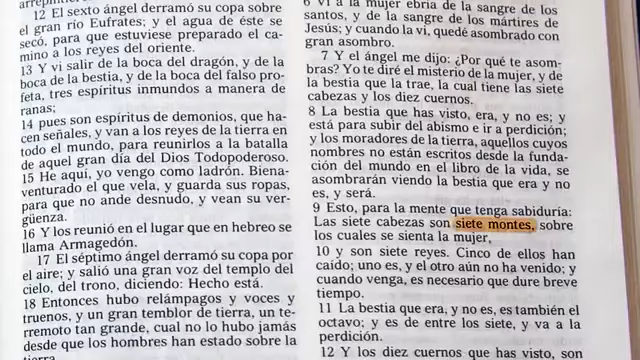 arrepintie
12 El sexto ángel derramó su copa sobre
el gran río Eufrates; y el agua de éste se
secó, para que estuviese preparado el ca-
mino a los reyes del oriente.
13 Y vi salir de la boca del dragón, y de la
boca de la bestia, y de la boca del falso pro-
feta, tres espíritus inmundos a manera de
ranas;
14 pues son espíritus de demonios, que ha-
cen señales, y van a los reyes de la tierra en
todo el mundo, para reunirlos a la batalla
de aquel gran día del Dios Todopoderoso.
15 He aquí, yo vengo como ladrón. Biena-
venturado el que vela, y guarda sus ropas,
para que no ande desnudo, y vean su ver-
güenza.
16 Y los reunió en el lugar que en hebreo se
llama Armagedón.
17 El séptimo ángel derramó su copa por
el aire; y salió una gran voz del templo del
cielo, del trono, diciendo: Hecho está.
18 Entonces hubo relámpagos y voces y
truenos, y un gran temblor de tierra, un te-
rremoto tan grande, cual no lo hubo jamás
desde que los hombres han estado sobre la
tierra
6 Vi a la mujer ebria de la sangre de los
santos, y de la sangre de los mártires de
Jesús; y cuando la vi, quedé asombrado con
gran asombro.
7 Y el ángel me dijo: ¿Por qué te asom-
bras? Yo te diré el misterio de la mujer, y de
la bestia que la trae, la cual tiene las siete
cabezas y los diez cuernos.
8 La bestia que has visto, era, y no es; y
está para subir del abismo e ir a perdición;
y los moradores de la tierra, aquellos cuyos
nombres no están escritos desde la funda-
ción del mundo en el libro de la vida, se
asombrarán viendo la bestia que era y no
es, y será.
9 Esto, para la mente que tenga sabiduría:
Las siete cabezas son siete montes, sobre
los cuales se sienta la mujer,
10 y son siete reyes. Cinco de ellos han
caído; uno es, y el otro aún no ha venido; y
cuando venga, es necesario que dure breve
tiempo.
11 La bestia que era, y no es, es también el
octavo; y es de entre los siete, y va a la
perdición.
12 Y los diez cuernos que has visto, son